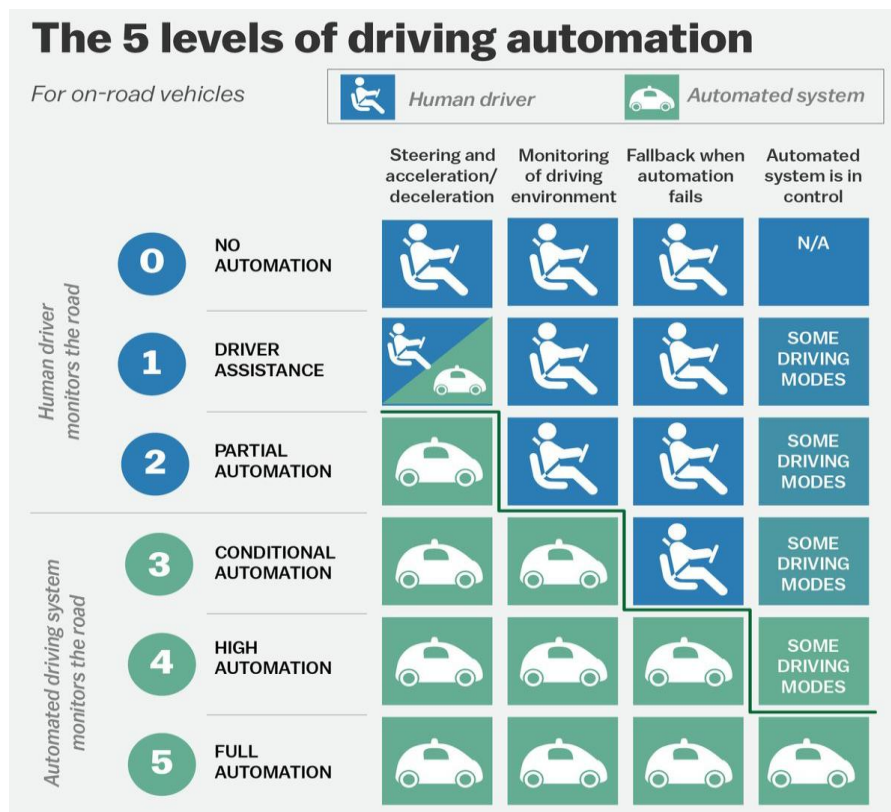 The 5 levels of driving automation
For on-road vehicles
Human driver
Automated system
Steering and
acceleration/
deceleration
Monitoring
of driving
environment
Fallback when
automation
fails
Automated
system is in
control
Human driver
monitors the road
0
NO
AUTOMATION
N/A
1
DRIVER
ASSISTANCE
SOME
DRIVING
MODES
2
PARTIAL
AUTOMATION
SOME
DRIVING
MODES
Automated driving system
monitors the road
3
CONDITIONAL
AUTOMATION
SOME
DRIVING
MODES
4
HIGH
AUTOMATION
SOME
DRIVING
MODES
5
FULL
AUTOMATION